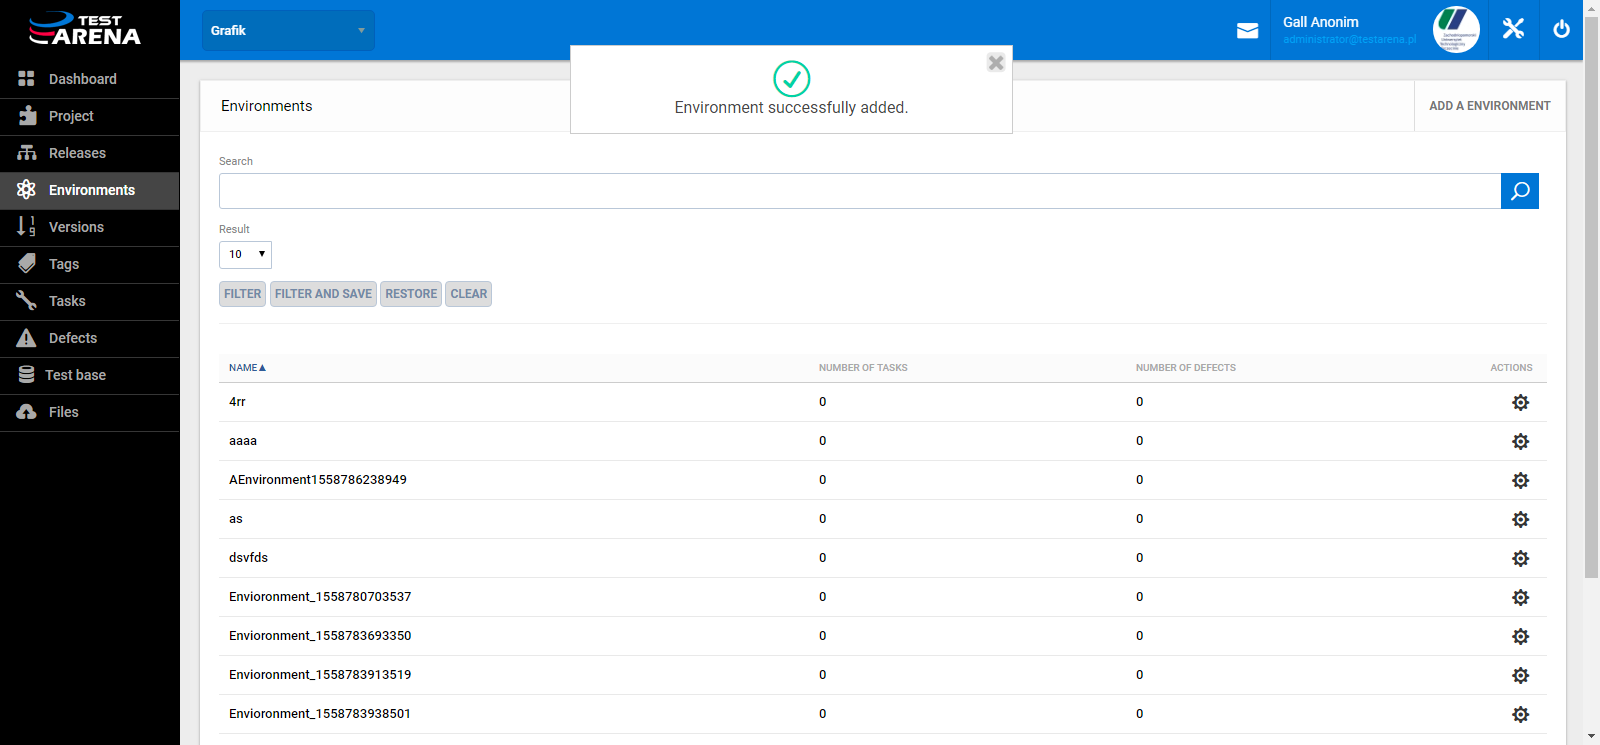 TEST
ARENA
Grafik
Gall Anonim
administrator@testarena.pl
Dashboard
Project
Releases
Environments
Versions
Tags
Tasks
Defects
Test base
Files
Environment successfully added.
Environments
ADD A ENVIRONMENT
Search
Result
10
FILTER
FILTER AND SAVE
RESTORE
CLEAR
NAME NUMBER OF TASKS NUMBER OF DEFECTS ACTIONS
4rr 0 0
aaaa 0 0
AEnvironment1558786238949 0 0
as 0 0
dsvfds 0 0
Envioronment_1558780703537 0 0
Envioronment_1558783693350 0 0
Envioronment_1558783913519 0 0
Envioronment_1558783938501 0 0